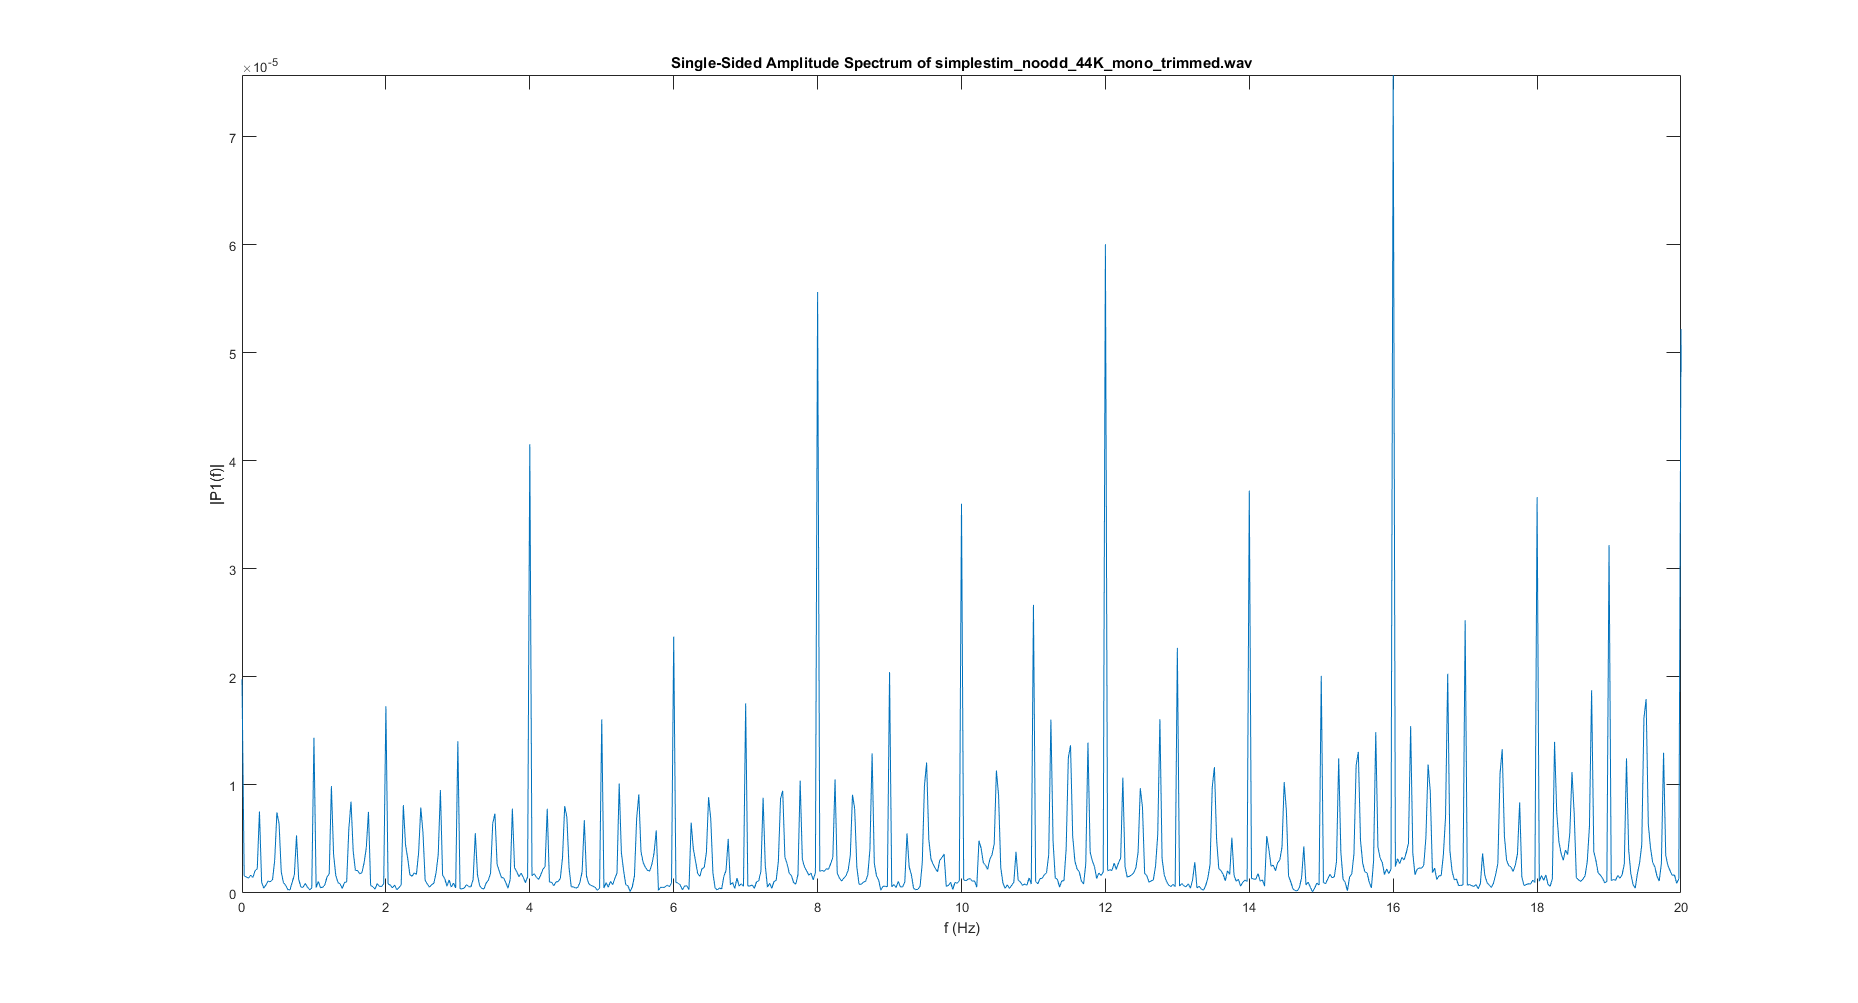 Single-Sided Amplitude Spectrum of simplestim_noodd_44K_mono_trimmed.wav
×10^-5
7
6
5
4
3
2
1
0
|P1(f)|
0 2 4 6 8 10 12 14 16 18 20
f (Hz)